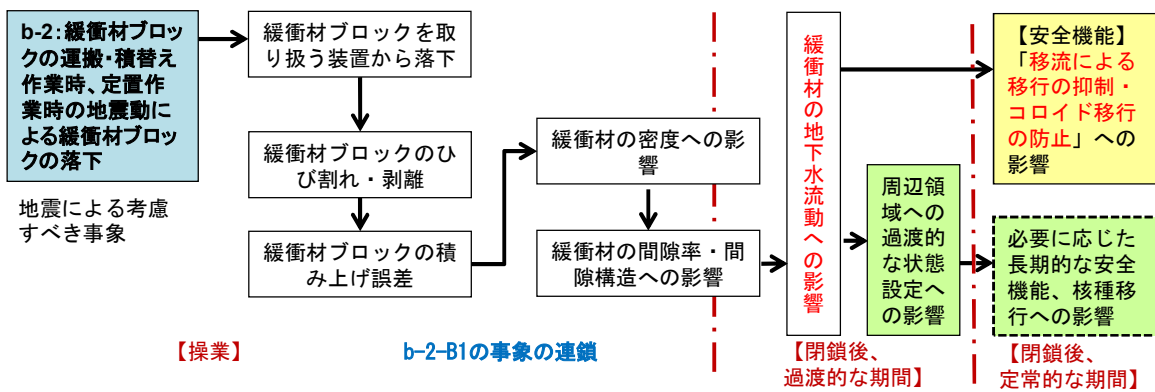 b-2:緩衝材ブロッ
クの運搬・積替え
作業時、定置作
業時の地震動に
よる緩衝材ブロッ
クの落下
地震による考慮
すべき事象
緩衝材ブロックを取
り扱う装置から落下
緩衝材ブロックのひ
び割れ・剥離
緩衝材ブロックの積
み上げ誤差
緩衝材の密度への影
響
緩衝材の間隙率・間
隙構造への影響
緩衝材の地下水流動への影響
周辺領
域への
過渡的
な状態
設定へ
の影響
【安全機能】
「移流による
移行の抑制・
コロイド移行
の防止」への
影響
必要に応じた
長期的な安全
機能、核種移
行への影響
【操業】
b-2-B1の事象の連鎖
【閉鎖後、
過渡的な期間】
【閉鎖後、
定常的な期間】